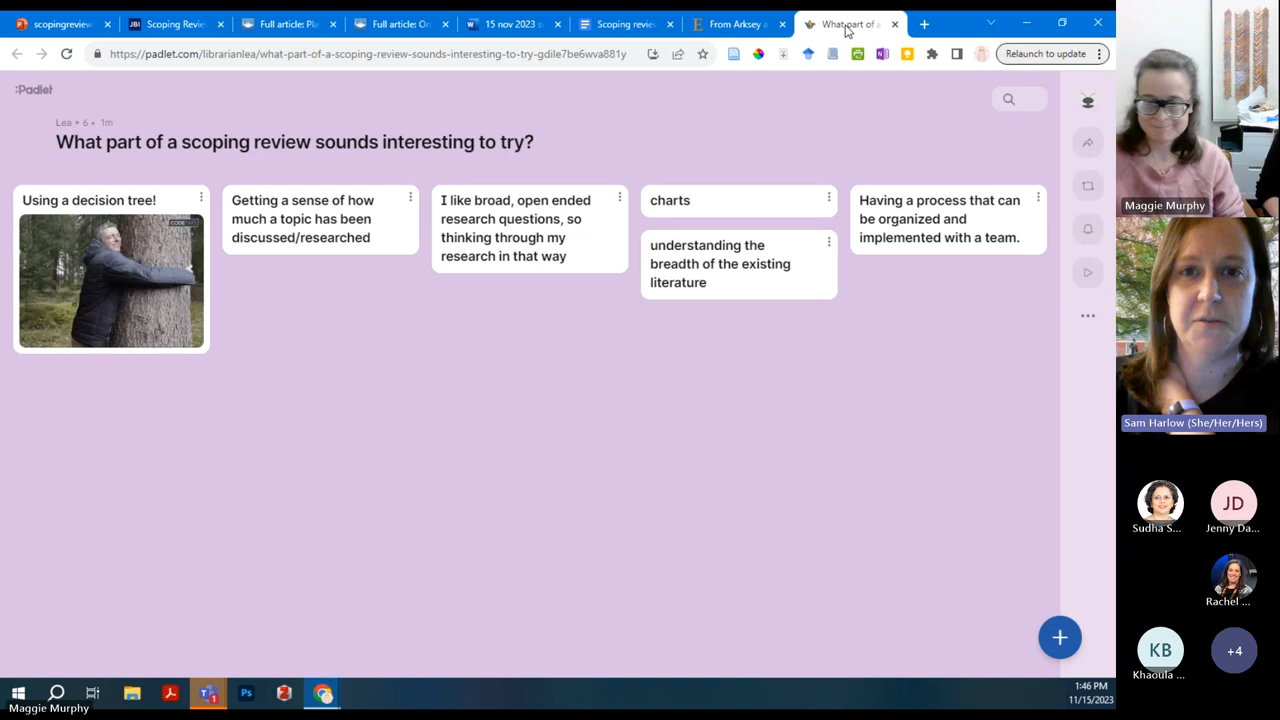 scopingreview
Scoping Revie
Full article: Pla
Full article: On
15 nov 2023 s
Scoping review
From Arksey a
What part of a
https://padlet.com/librarianlea/what-part-of-a-scoping-review-sounds-interesting-to-try-gdile7be6wva881y
Relaunch to update
:Padlet
Lea + 6 • 1m
What part of a scoping review sounds interesting to try?
Using a decision tree!
Getting a sense of how
much a topic has been
discussed/researched
I like broad, open ended
research questions, so
thinking through my
research in that way
charts
understanding the
breadth of the existing
literature
Having a process that can
be organized and
implemented with a team.
Maggie Murphy
Sam Harlow (She/Her/Hers)
Sudha S...
JD
Jenny Da...
Rachel ...
KB
Khaoula ...
+4
1:46 PM
11/15/2023
Maggie Murphy